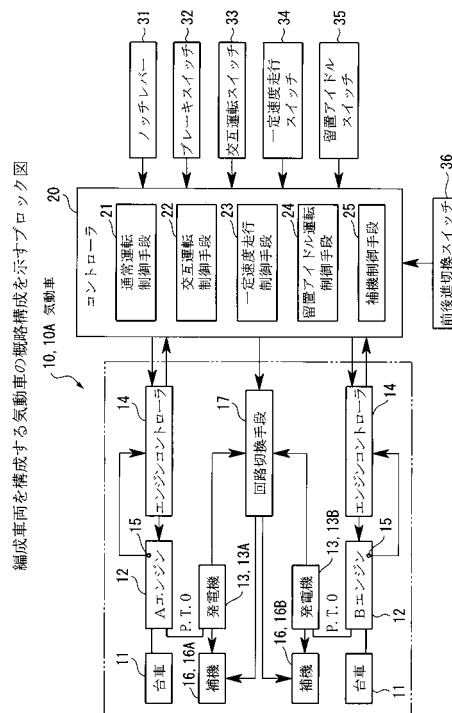 編成車両を構成する気動車の概略構成を示すブロック図
10, 10A 気動車
20
コントローラ
21
通常運転
制御手段
22
交互運転
制御手段
23
一定速度走行
制御手段
24
留置アイドル運転
制御手段
25
補機制御手段
ノッチレバー
31
ブレーキスイッチ
32
交互運転スイッチ
33
一定速度走行
スイッチ
34
留置アイドル
スイッチ
35
前後進切換スイッチ
36
11
台車
12
Aエンジン
15
14
エンジンコントローラ
P.T.O
発電機
13, 13A
補機
16, 16A
17
回路切換手段
補機
16, 16B
発電機
13, 13B
P.T.O
台車
11
Bエンジン
12
15
エンジンコントローラ
14